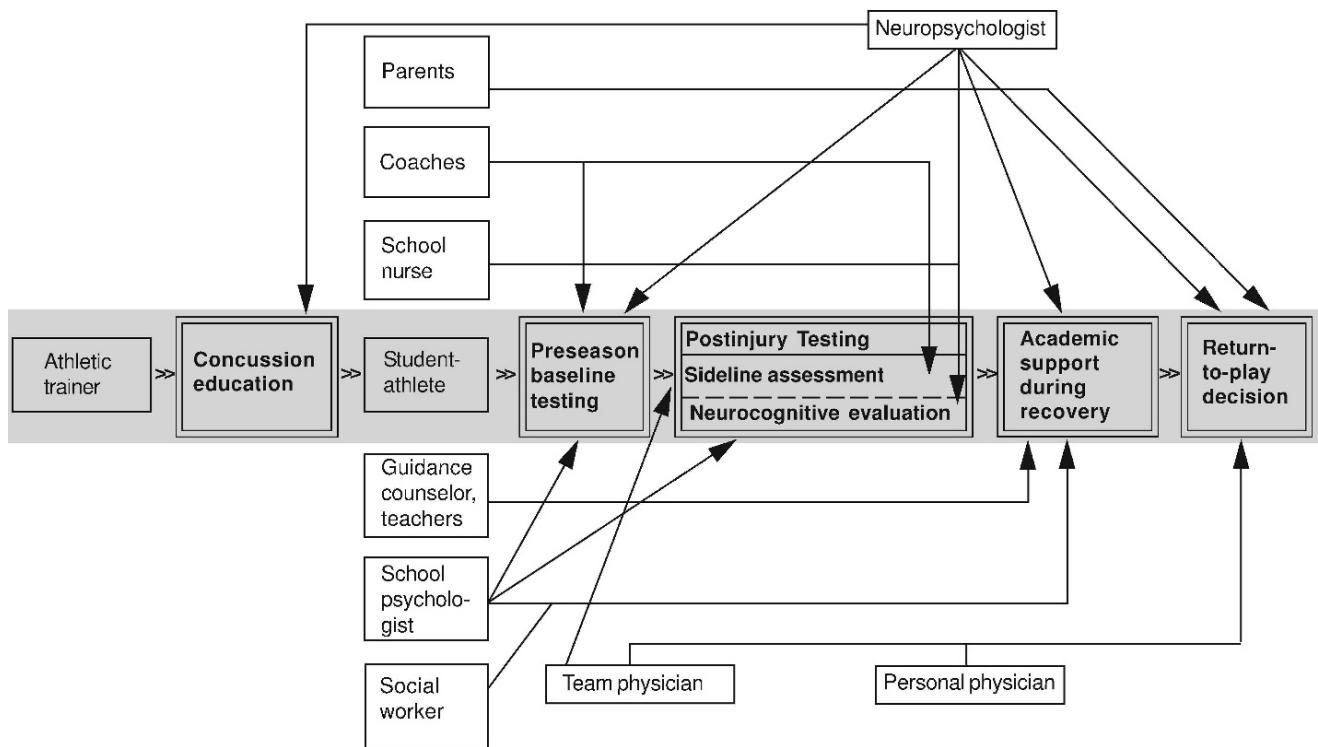 Neuropsychologist
Parents
Coaches
School
nurse
Athletic
trainer
>>
Concussion
education
>>
Student-
athlete
>>
Preseason
baseline
testing
>>
Postinjury Testing
Sideline assessment
Neurocognitive evaluation
>>
Academic
support
during
recovery
>>
Return-
to-play
decision
Guidance
counselor,
teachers
School
psycholo-
gist
Social
worker
Team physician
Personal physician